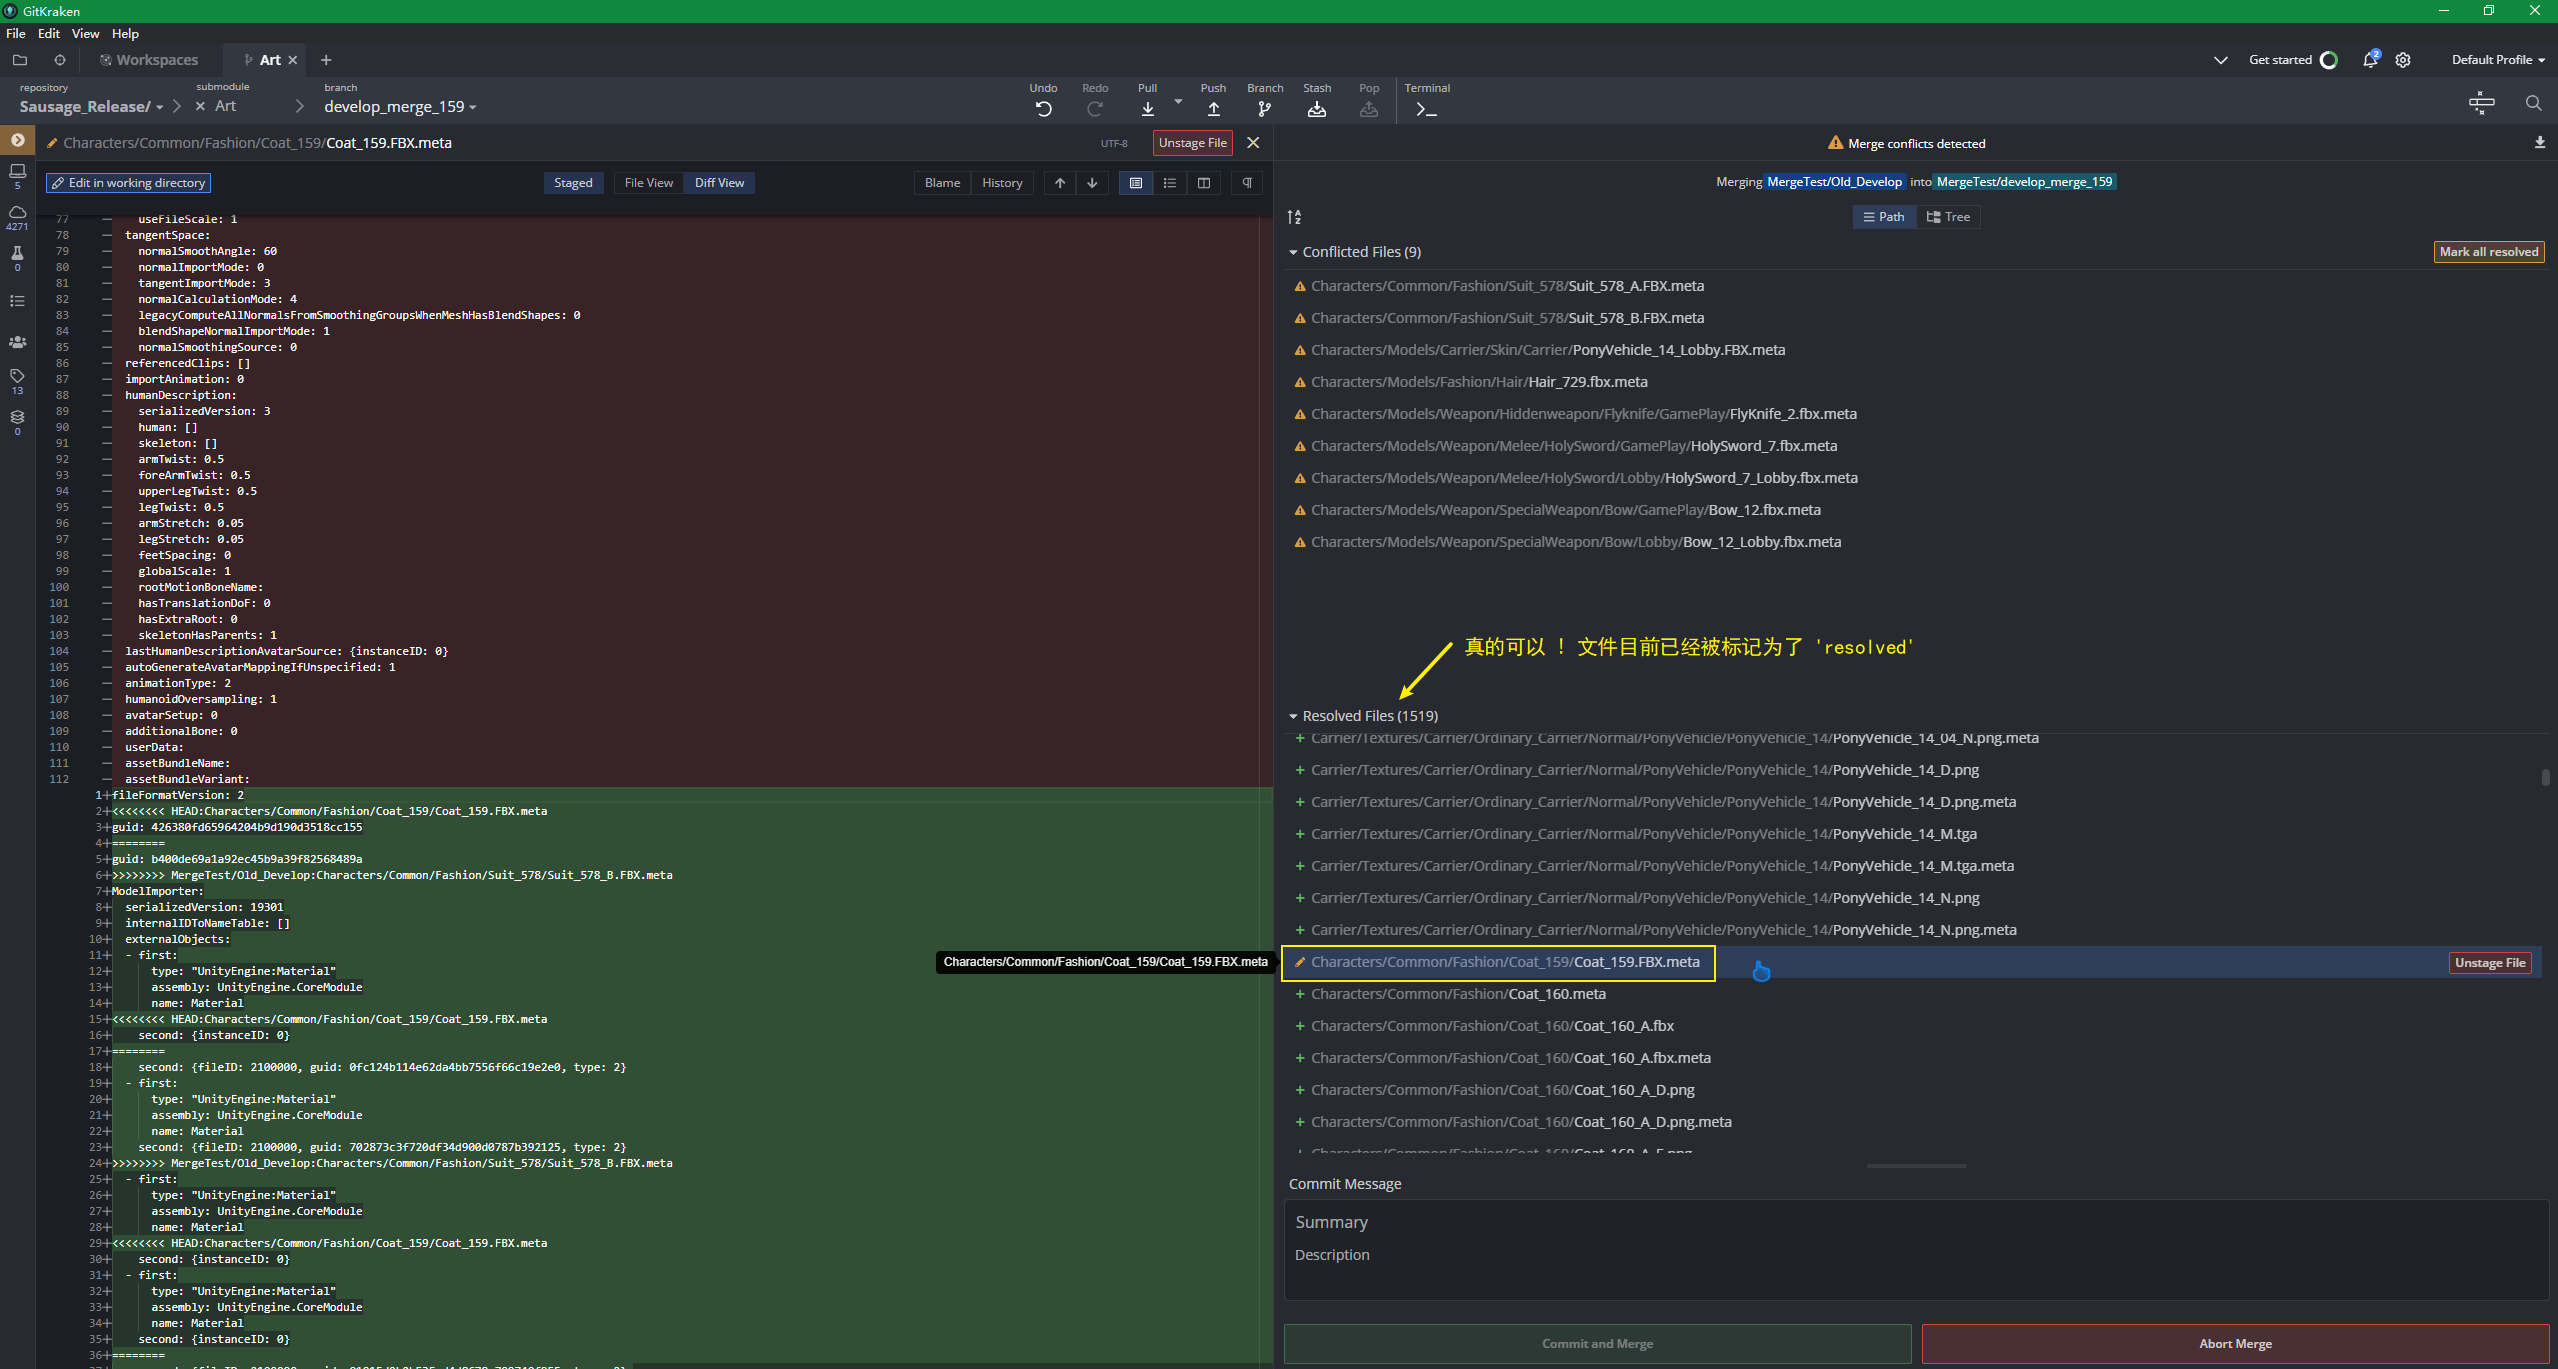 GitKraken
File Edit View Help
Workspaces
Art
Get started
2
Default Profile
repository
submodule
branch
Sausage_Release/
Art
develop_merge_159
Undo
Redo
Pull
Push
Branch
Stash
Pop
Terminal
Characters/Common/Fashion/Coat_159/Coat_159.FBX.meta
UTF-8
Unstage File
Edit in working directory
Staged
File View
Diff View
Blame
History
5
4271
0
13
0
77 — useFileScale: 1
78 — tangentSpace:
79 — normalSmoothAngle: 60
80 — normalImportMode: 0
81 — tangentImportMode: 3
82 — normalCalculationMode: 4
83 — legacyComputeAllNormalsFromSmoothingGroupsWhenMeshHasBlendShapes: 0
84 — blendShapeNormalImportMode: 1
85 — normalSmoothingSource: 0
86 — referencedClips: []
87 — importAnimation: 0
88 — humanDescription:
89 — serializedVersion: 3
90 — human: []
91 — skeleton: []
92 — armTwist: 0.5
93 — foreArmTwist: 0.5
94 — upperLegTwist: 0.5
95 — legTwist: 0.5
96 — armStretch: 0.05
97 — legStretch: 0.05
98 — feetSpacing: 0
99 — globalScale: 1
100 — rootMotionBoneName:
101 — hasTranslationDoF: 0
102 — hasExtraRoot: 0
103 — skeletonHasParents: 1
104 — lastHumanDescriptionAvatarSource: {instanceID: 0}
105 — autoGenerateAvatarMappingIfUnspecified: 1
106 — animationType: 2
107 — humanoidOversampling: 1
108 — avatarSetup: 0
109 — additionalBone: 0
110 — userData:
111 — assetBundleName:
112 — assetBundleVariant:
1+fileFormatVersion: 2
2+<<<<<<<< HEAD:Characters/Common/Fashion/Coat_159/Coat_159.FBX.meta
3+guid: 426380fd65964204b9d190d3518cc155
4+========
5+guid: b400de69a1a92ec45b9a39f82568489a
6+>>>>>>>> MergeTest/Old_Develop:Characters/Common/Fashion/Suit_578/Suit_578_B.FBX.meta
7+ModelImporter:
8+ serializedVersion: 19301
9+ internalIDToNameTable: []
10+ externalObjects:
11+ - first:
12+ type: "UnityEngine:Material"
13+ assembly: UnityEngine.CoreModule
14+ name: Material
15+<<<<<<<< HEAD:Characters/Common/Fashion/Coat_159/Coat_159.FBX.meta
16+ second: {instanceID: 0}
17+========
18+ second: {fileID: 2100000, guid: 0fc124b114e62da4bb7556f66c19e2e0, type: 2}
19+ - first:
20+ type: "UnityEngine:Material"
21+ assembly: UnityEngine.CoreModule
22+ name: Material
23+ second: {fileID: 2100000, guid: 702873c3f720df34d900d0787b392125, type: 2}
24+>>>>>>>> MergeTest/Old_Develop:Characters/Common/Fashion/Suit_578/Suit_578_B.FBX.meta
25+ - first:
26+ type: "UnityEngine:Material"
27+ assembly: UnityEngine.CoreModule
28+ name: Material
29+<<<<<<<< HEAD:Characters/Common/Fashion/Coat_159/Coat_159.FBX.meta
30+ second: {instanceID: 0}
31+ - first:
32+ type: "UnityEngine:Material"
33+ assembly: UnityEngine.CoreModule
34+ name: Material
35+ second: {instanceID: 0}
36+========
Merge conflicts detected
Merging MergeTest/Old_Develop into MergeTest/develop_merge_159
Path
Tree
Conflicted Files (9)
Mark all resolved
Characters/Common/Fashion/Suit_578/Suit_578_A.FBX.meta
Characters/Common/Fashion/Suit_578/Suit_578_B.FBX.meta
Characters/Models/Carrier/Skin/Carrier/PonyVehicle_14_Lobby.FBX.meta
Characters/Models/Fashion/Hair/Hair_729.fbx.meta
Characters/Models/Weapon/Hiddenweapon/Flyknife/GamePlay/FlyKnife_2.fbx.meta
Characters/Models/Weapon/Melee/HolySword/GamePlay/HolySword_7.fbx.meta
Characters/Models/Weapon/Melee/HolySword/Lobby/HolySword_7_Lobby.fbx.meta
Characters/Models/Weapon/SpecialWeapon/Bow/GamePlay/Bow_12.fbx.meta
Characters/Models/Weapon/SpecialWeapon/Bow/Lobby/Bow_12_Lobby.fbx.meta
真的可以 ! 文件目前已经被标记为了 'resolved'
Resolved Files (1519)
+ Carrier/Textures/Carrier/Ordinary_Carrier/Normal/PonyVehicle/PonyVehicle_14/PonyVehicle_14_04_N.png.meta
+ Carrier/Textures/Carrier/Ordinary_Carrier/Normal/PonyVehicle/PonyVehicle_14/PonyVehicle_14_D.png
+ Carrier/Textures/Carrier/Ordinary_Carrier/Normal/PonyVehicle/PonyVehicle_14/PonyVehicle_14_D.png.meta
+ Carrier/Textures/Carrier/Ordinary_Carrier/Normal/PonyVehicle/PonyVehicle_14/PonyVehicle_14_M.tga
+ Carrier/Textures/Carrier/Ordinary_Carrier/Normal/PonyVehicle/PonyVehicle_14/PonyVehicle_14_M.tga.meta
+ Carrier/Textures/Carrier/Ordinary_Carrier/Normal/PonyVehicle/PonyVehicle_14/PonyVehicle_14_N.png
+ Carrier/Textures/Carrier/Ordinary_Carrier/Normal/PonyVehicle/PonyVehicle_14/PonyVehicle_14_N.png.meta
Characters/Common/Fashion/Coat_159/Coat_159.FBX.meta
Characters/Common/Fashion/Coat_159/Coat_159.FBX.meta
Unstage File
+ Characters/Common/Fashion/Coat_160.meta
+ Characters/Common/Fashion/Coat_160/Coat_160_A.fbx
+ Characters/Common/Fashion/Coat_160/Coat_160_A.fbx.meta
+ Characters/Common/Fashion/Coat_160/Coat_160_A_D.png
+ Characters/Common/Fashion/Coat_160/Coat_160_A_D.png.meta
Commit Message
Summary
Description
Commit and Merge
Abort Merge